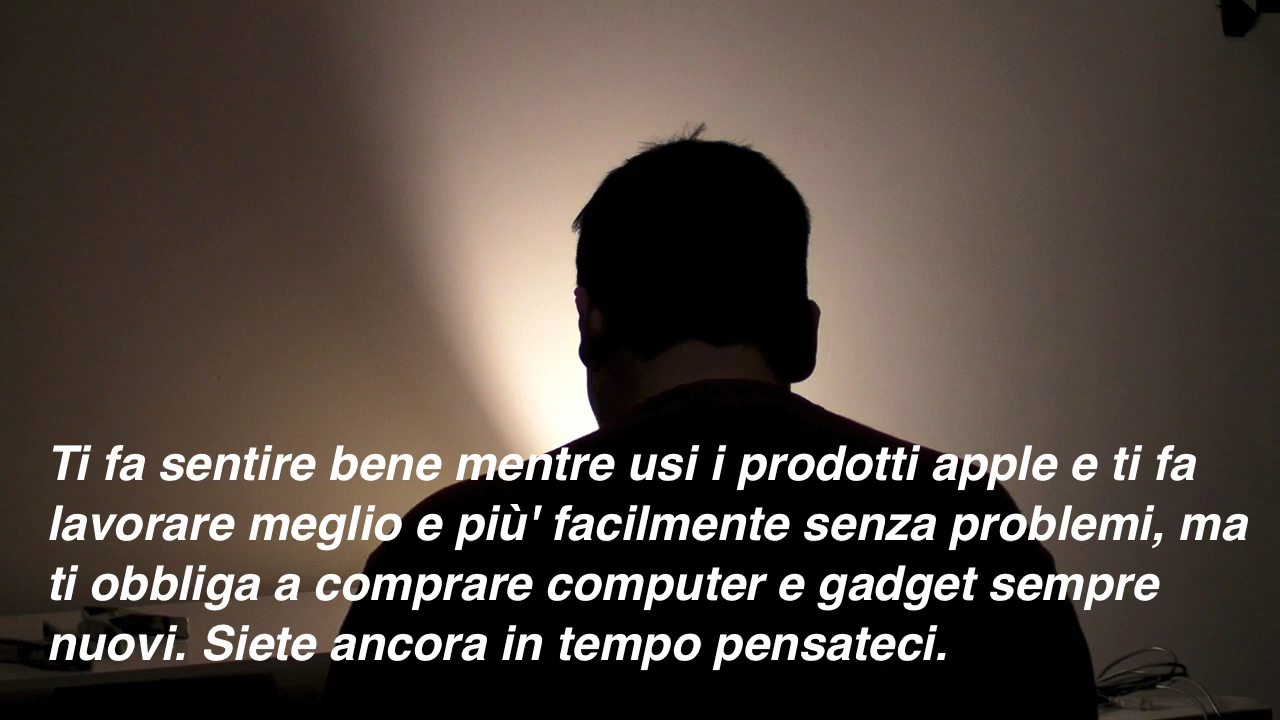 Ti fa sentire bene mentre usi i prodotti apple e ti fa
lavorare meglio e più' facilmente senza problemi, ma
ti obbliga a comprare computer e gadget sempre
nuovi. Siete ancora in tempo pensateci.